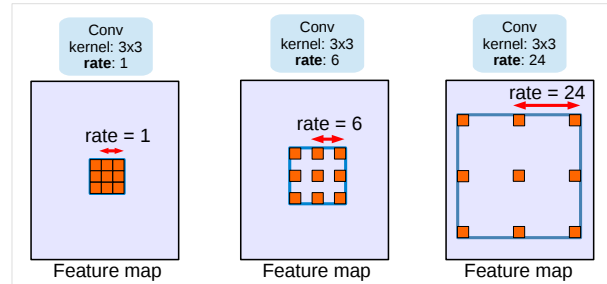 Conv
kernel: 3x3
rate: 1
Conv
kernel: 3x3
rate: 6
Conv
kernel: 3x3
rate: 24
rate = 1
rate = 6
rate = 24
Feature map
Feature map
Feature map